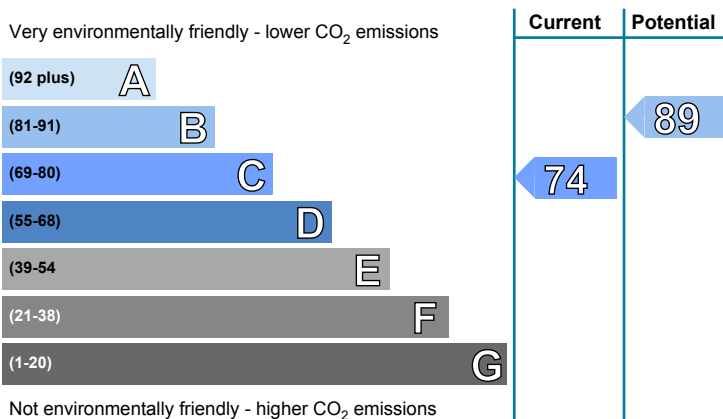 Current Potential
Very environmentally friendly - lower CO2 emissions
(92 plus) A
(81-91) B 89
(69-80) C 74
(55-68) D
(39-54 E
(21-38) F
(1-20) G
Not environmentally friendly - higher CO2 emissions